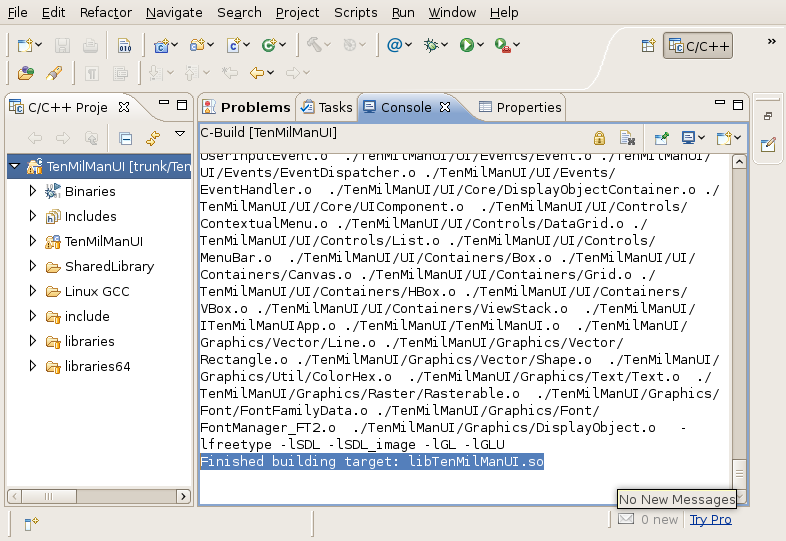 File Edit Refactor Navigate Search Project Scripts Run Window Help
C/C++
»
C/C++ Proje
Problems Tasks Console Properties
C-Build [TenMilManUI]
TenMilManUI [trunk/Ten
Binaries
Includes
TenMilManUI
SharedLibrary
Linux GCC
include
libraries
libraries64
UserInputEvent.o ./TenMilManUI/UI/Events/Event.o ./TenMilManUI/
UI/Events/EventDispatcher.o ./TenMilManUI/UI/Events/
EventHandler.o ./TenMilManUI/UI/Core/DisplayObjectContainer.o ./
TenMilManUI/UI/Core/UIComponent.o ./TenMilManUI/UI/Controls/
ContextualMenu.o ./TenMilManUI/UI/Controls/DataGrid.o ./
TenMilManUI/UI/Controls/List.o ./TenMilManUI/UI/Controls/
MenuBar.o ./TenMilManUI/UI/Containers/Box.o ./TenMilManUI/UI/
Containers/Canvas.o ./TenMilManUI/UI/Containers/Grid.o ./
TenMilManUI/UI/Containers/HBox.o ./TenMilManUI/UI/Containers/
VBox.o ./TenMilManUI/UI/Containers/ViewStack.o ./TenMilManUI/
ITenMilManUIApp.o ./TenMilManUI/TenMilManUI.o ./TenMilManUI/
Graphics/Vector/Line.o ./TenMilManUI/Graphics/Vector/
Rectangle.o ./TenMilManUI/Graphics/Vector/Shape.o ./TenMilManUI/
Graphics/Util/ColorHex.o ./TenMilManUI/Graphics/Text/Text.o ./
TenMilManUI/Graphics/Raster/Rasterable.o ./TenMilManUI/Graphics/
Font/FontFamilyData.o ./TenMilManUI/Graphics/Font/
FontManager_FT2.o ./TenMilManUI/Graphics/DisplayObject.o -
lfreetype -lSDL -lSDL_image -lGL -lGLU
Finished building target: libTenMilManUI.so
No New Messages
0 new Try Pro